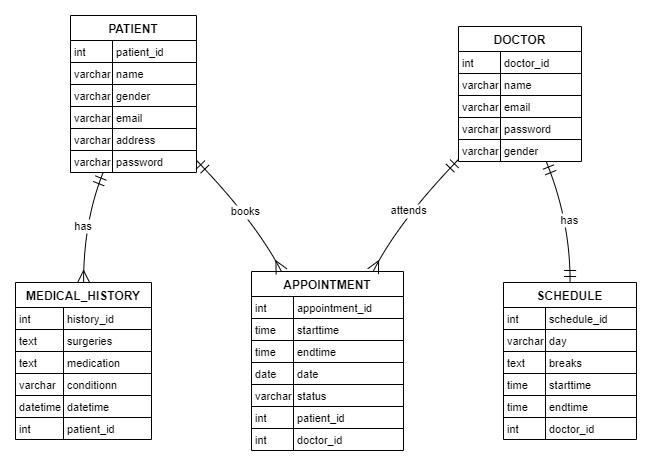 PATIENT
int patient_id
varchar name
varchar gender
varchar email
varchar address
varchar password
DOCTOR
int doctor_id
varchar name
varchar email
varchar password
varchar gender
has
books
attends
has
MEDICAL_HISTORY
int history_id
text surgeries
text medication
varchar conditionn
datetime datetime
int patient_id
APPOINTMENT
int appointment_id
time starttime
time endtime
date date
varchar status
int patient_id
int doctor_id
SCHEDULE
int schedule_id
varchar day
text breaks
time starttime
time endtime
int doctor_id